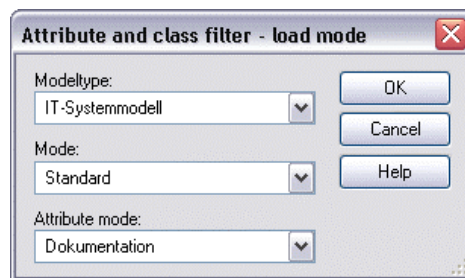 Attribute and class filter - load mode
Modeltype:
IT-Systemmodell
Mode:
Standard
Attribute mode:
Dokumentation
OK
Cancel
Help